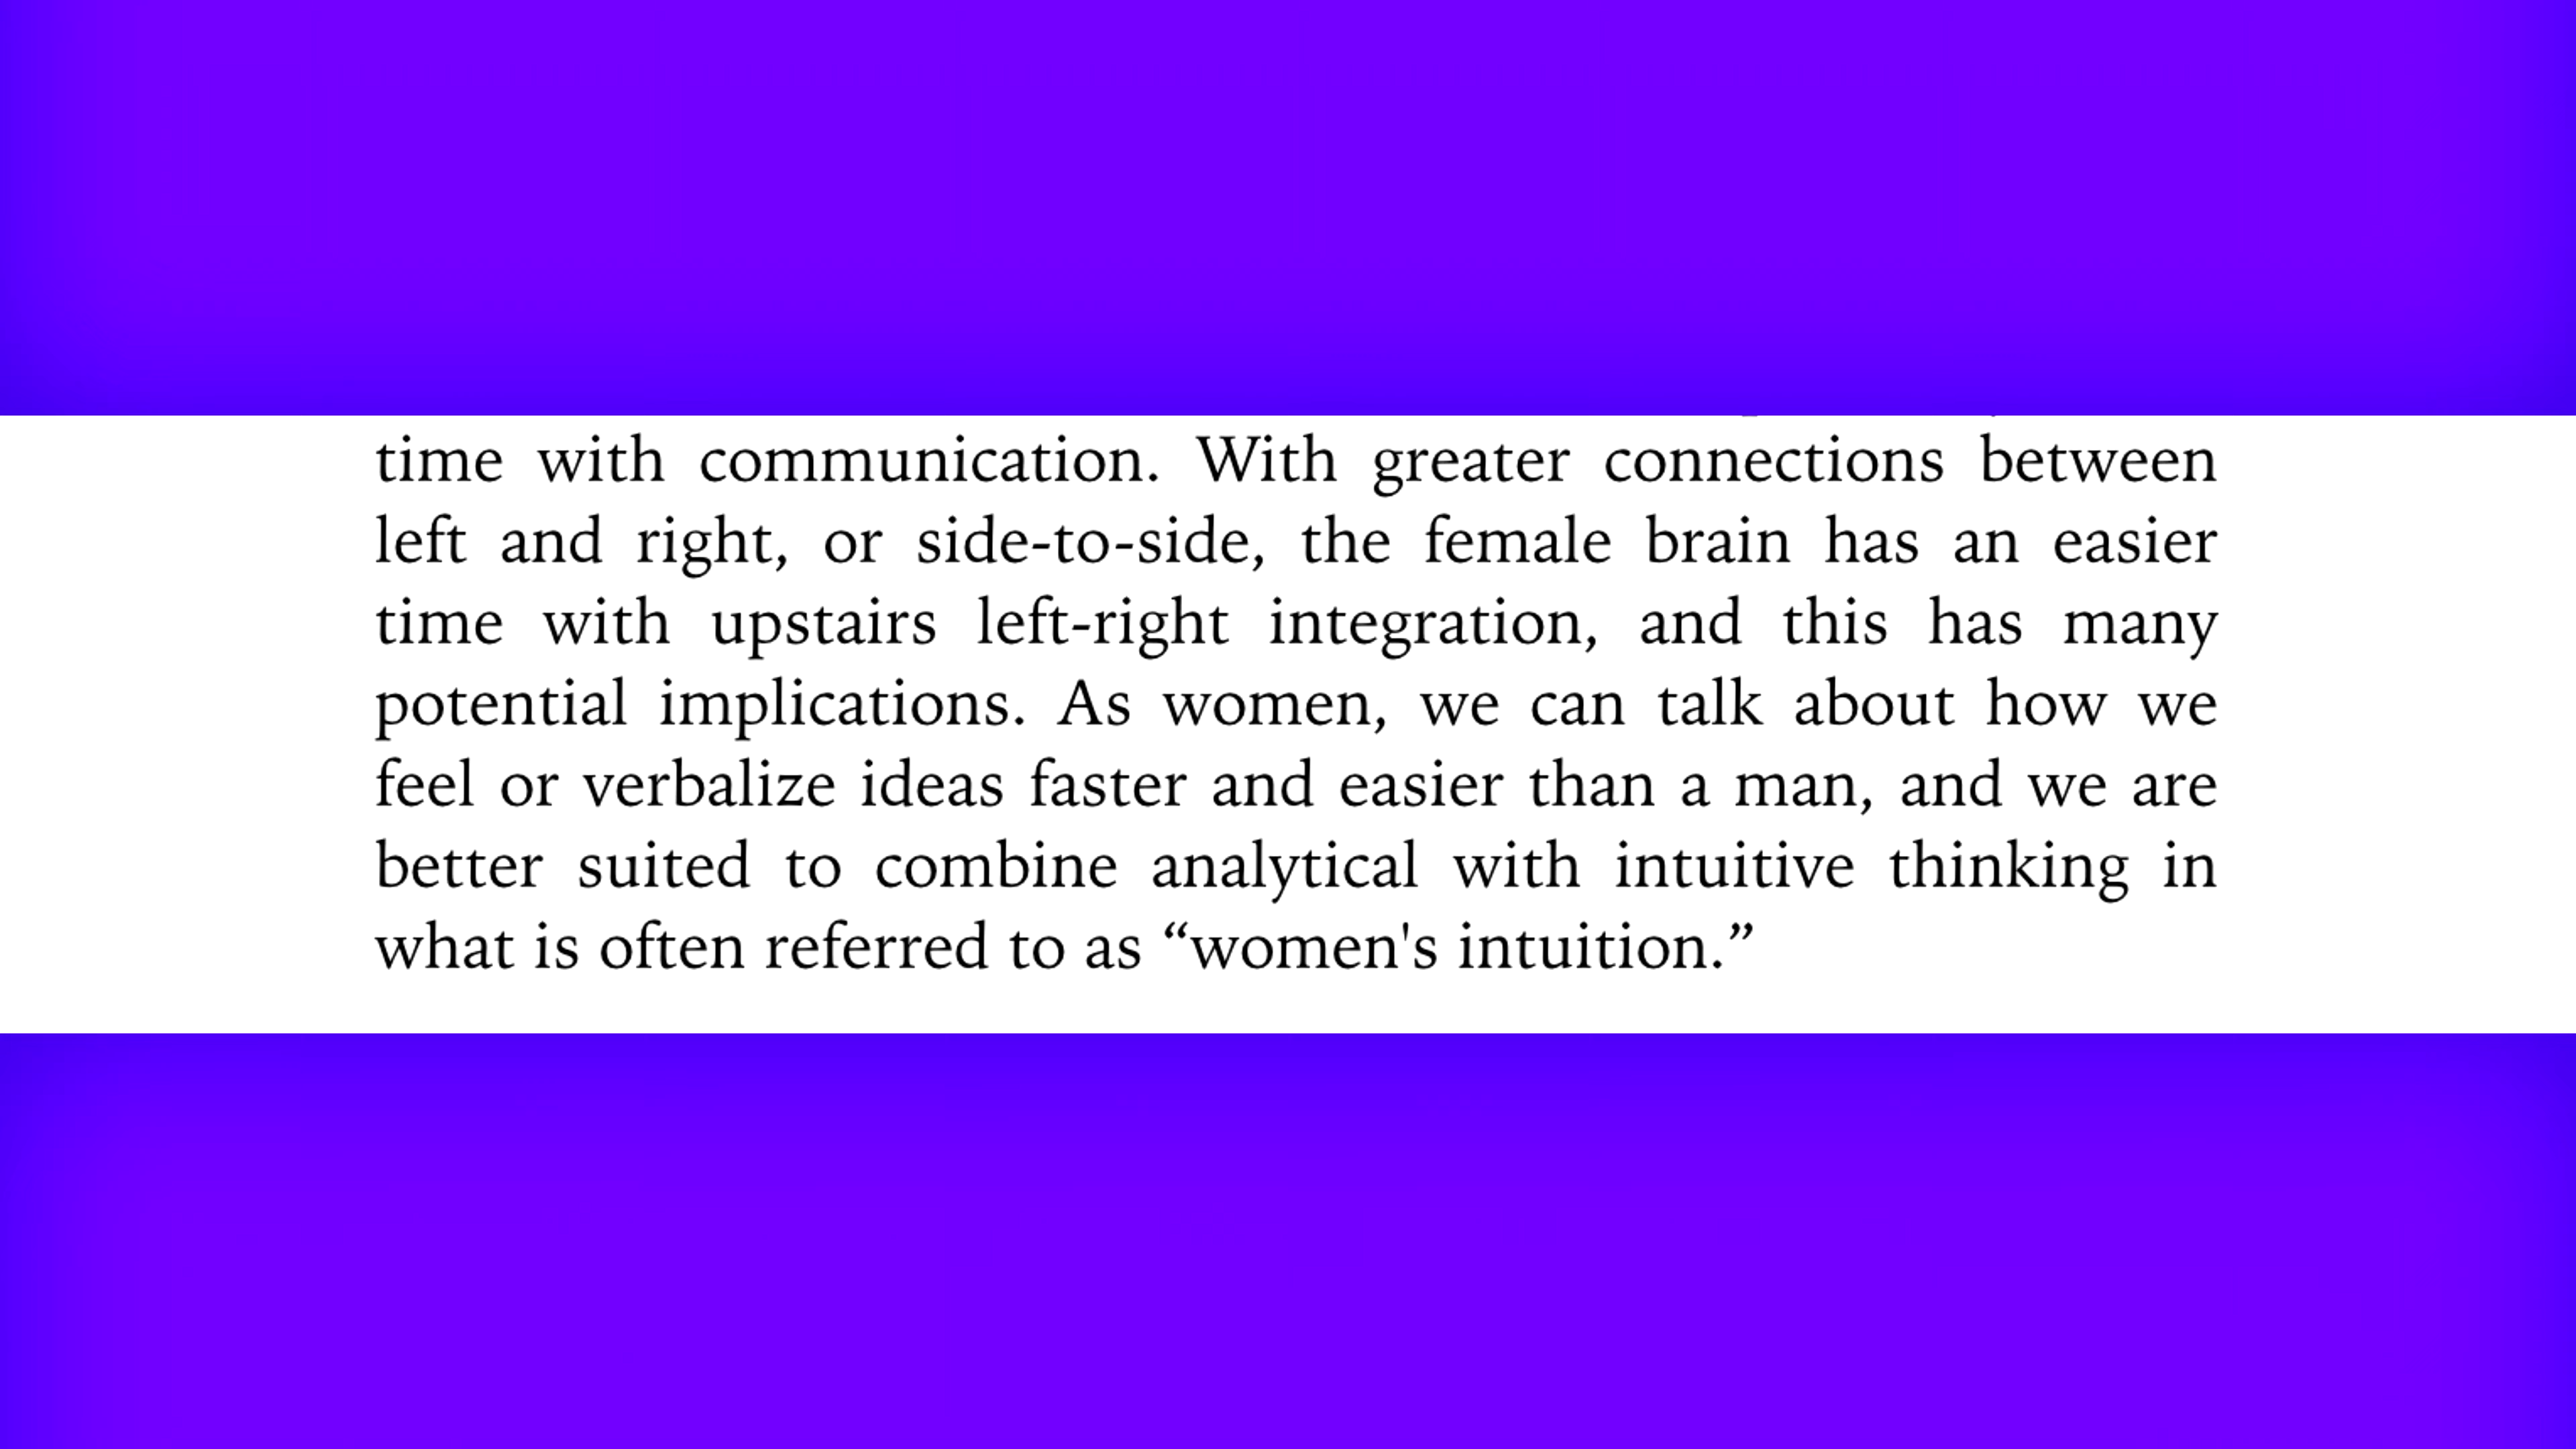 time with communication. With greater connections between
left and right, or side-to-side, the female brain has an easier
time with upstairs left-right integration, and this has many
potential implications. As women, we can talk about how we
feel or verbalize ideas faster and easier than a man, and we are
better suited to combine analytical with intuitive thinking in
what is often referred to as “women's intuition.”